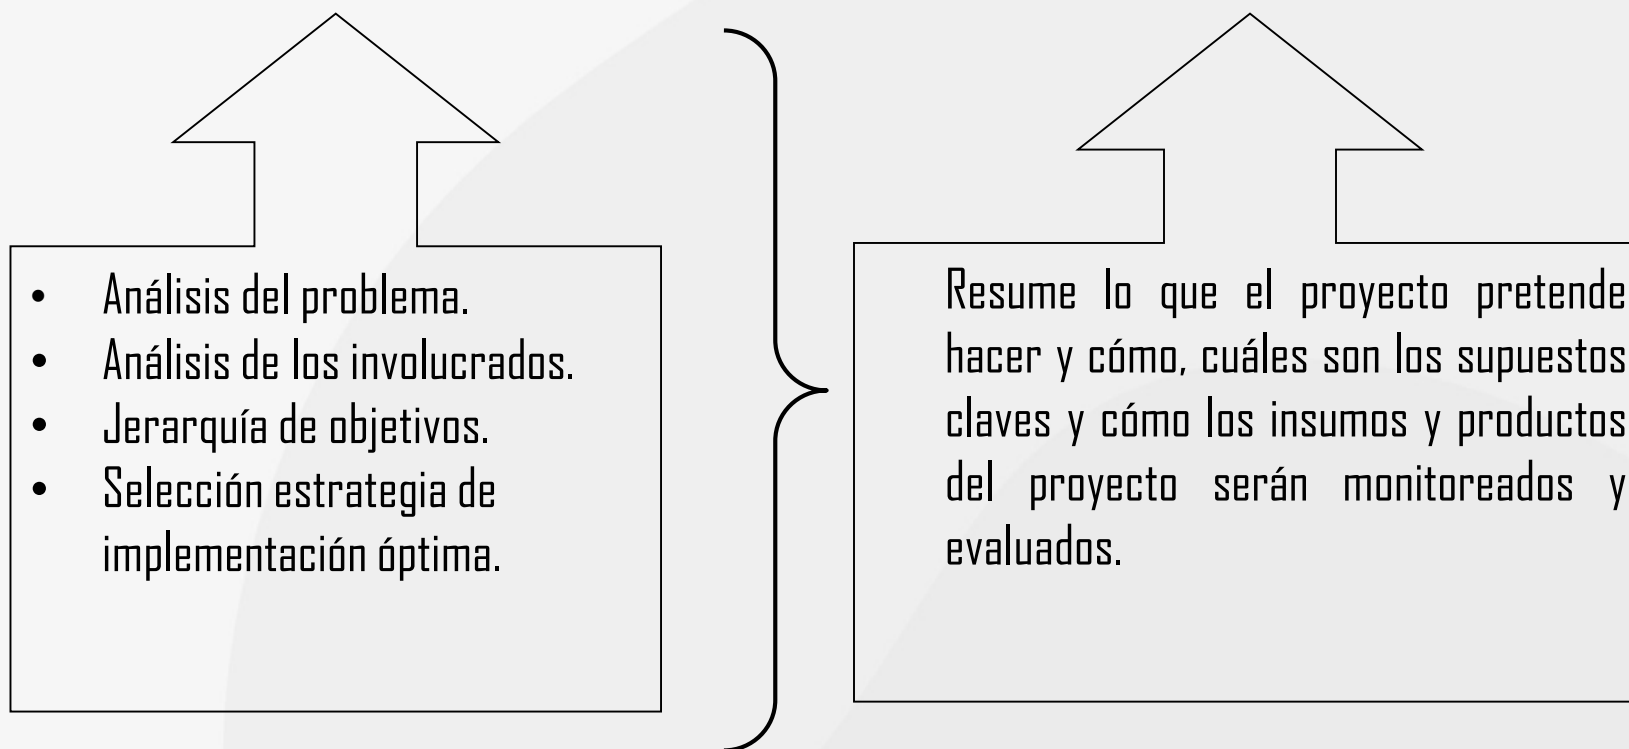 • Análisis del problema.
• Análisis de los involucrados.
• Jerarquía de objetivos.
• Selección estrategia de
implementación óptima.
Resume lo que el proyecto pretende
hacer y cómo, cuáles son los supuestos
claves y cómo los insumos y productos
del proyecto serán monitoreados y
evaluados.